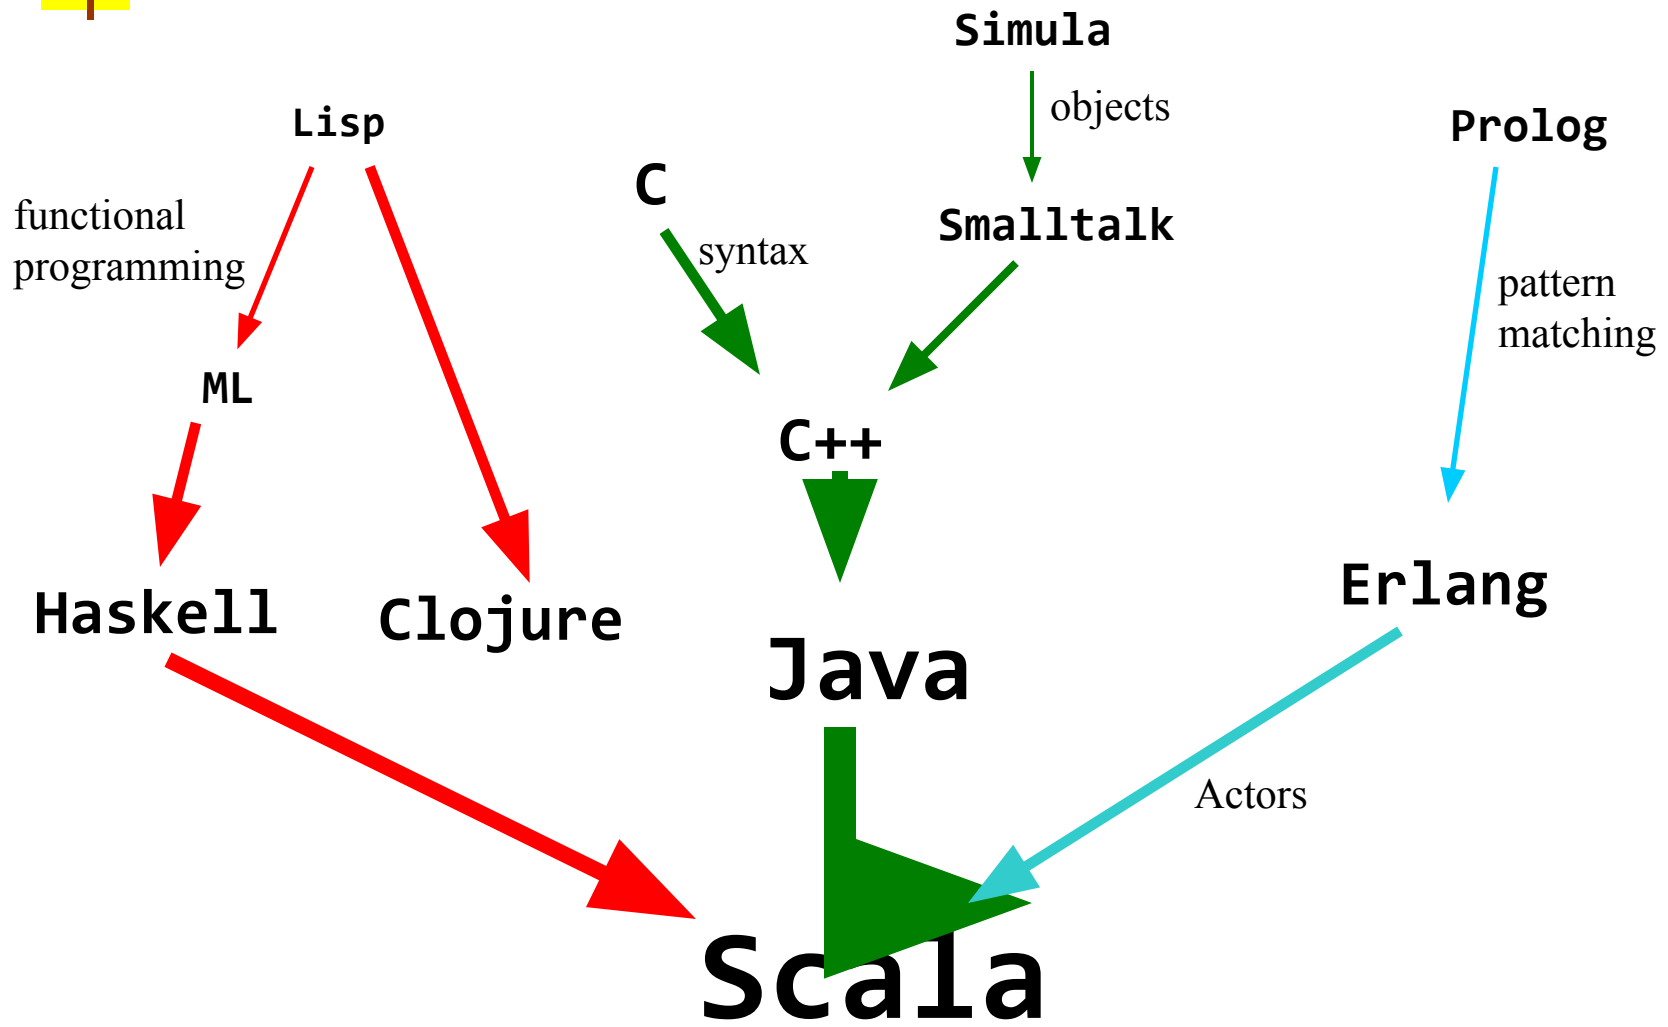 Simula
objects
Lisp
Prolog
C
functional
programming
syntax
Smalltalk
pattern
matching
ML
C++
Haskell
Clojure
Erlang
Java
Actors
Scala